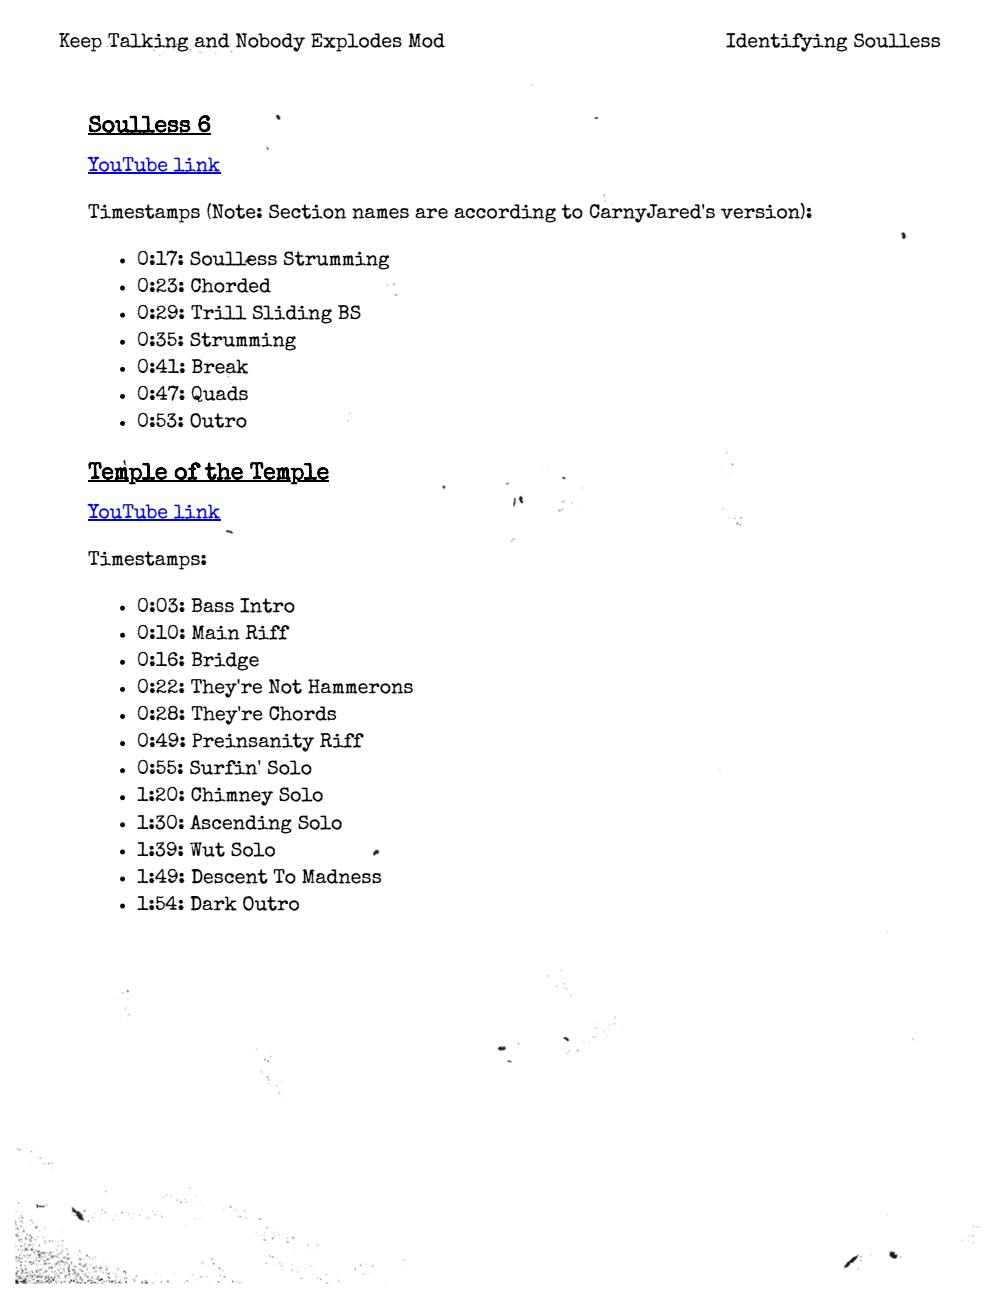 Keep Talking and Nobody Explodes Mod Identifying Soulless
Soulless 6
YouTube link
Timestamps (Note: Section names are according to CarnyJared's version):
• 0:17: Soulless Strumming
• 0:23: Chorded
• 0:29: Trill Sliding BS
• 0:35: Strumming
• 0:41: Break
• 0:47: Quads
• 0:53: Outro
Temple of the Temple
YouTube link
Timestamps:
• 0:03: Bass Intro
• 0:10: Main Riff
• 0:16: Bridge
• 0:22: They're Not Hammerons
• 0:28: They're Chords
• 0:49: Preinsanity Riff
• 0:55: Surfin' Solo
• 1:20: Chimney Solo
• 1:30: Ascending Solo
• 1:39: Wut Solo
• 1:49: Descent To Madness
• 1:54: Dark Outro